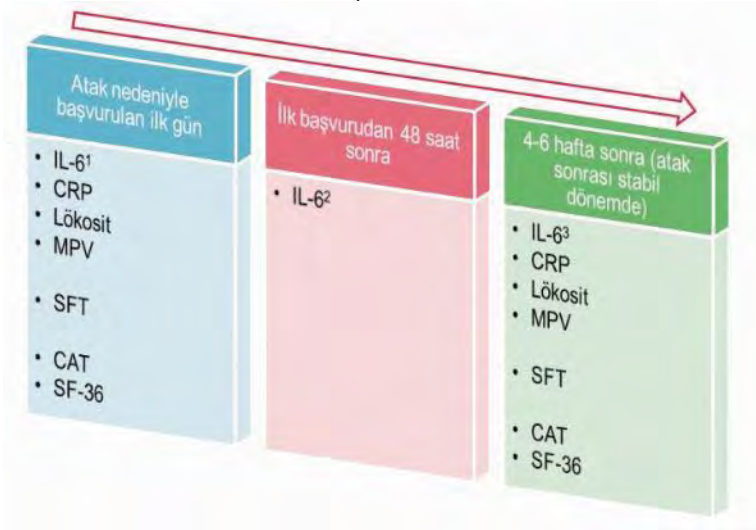 Atak nedeniyle
başvurulan ilk gün
• IL-6¹
• CRP
• Lökosit
• MPV
• SFT
• CAT
• SF-36
İlk başvurudan 48 saat
sonra
• IL-6²
4-6 hafta sonra (atak
sonrası stabil
dönemde)
• IL-6³
• CRP
• Lökosit
• MPV
• SFT
• CAT
• SF-36